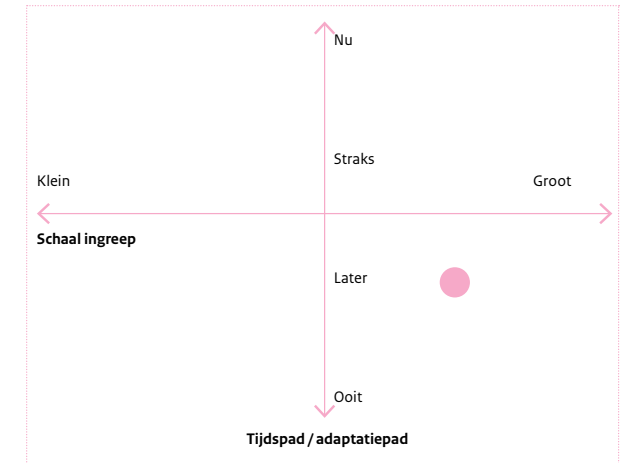 Nu
Straks
Klein
Groot
Schaal ingreep
Later
Ooit
Tijdspad / adaptatiepad